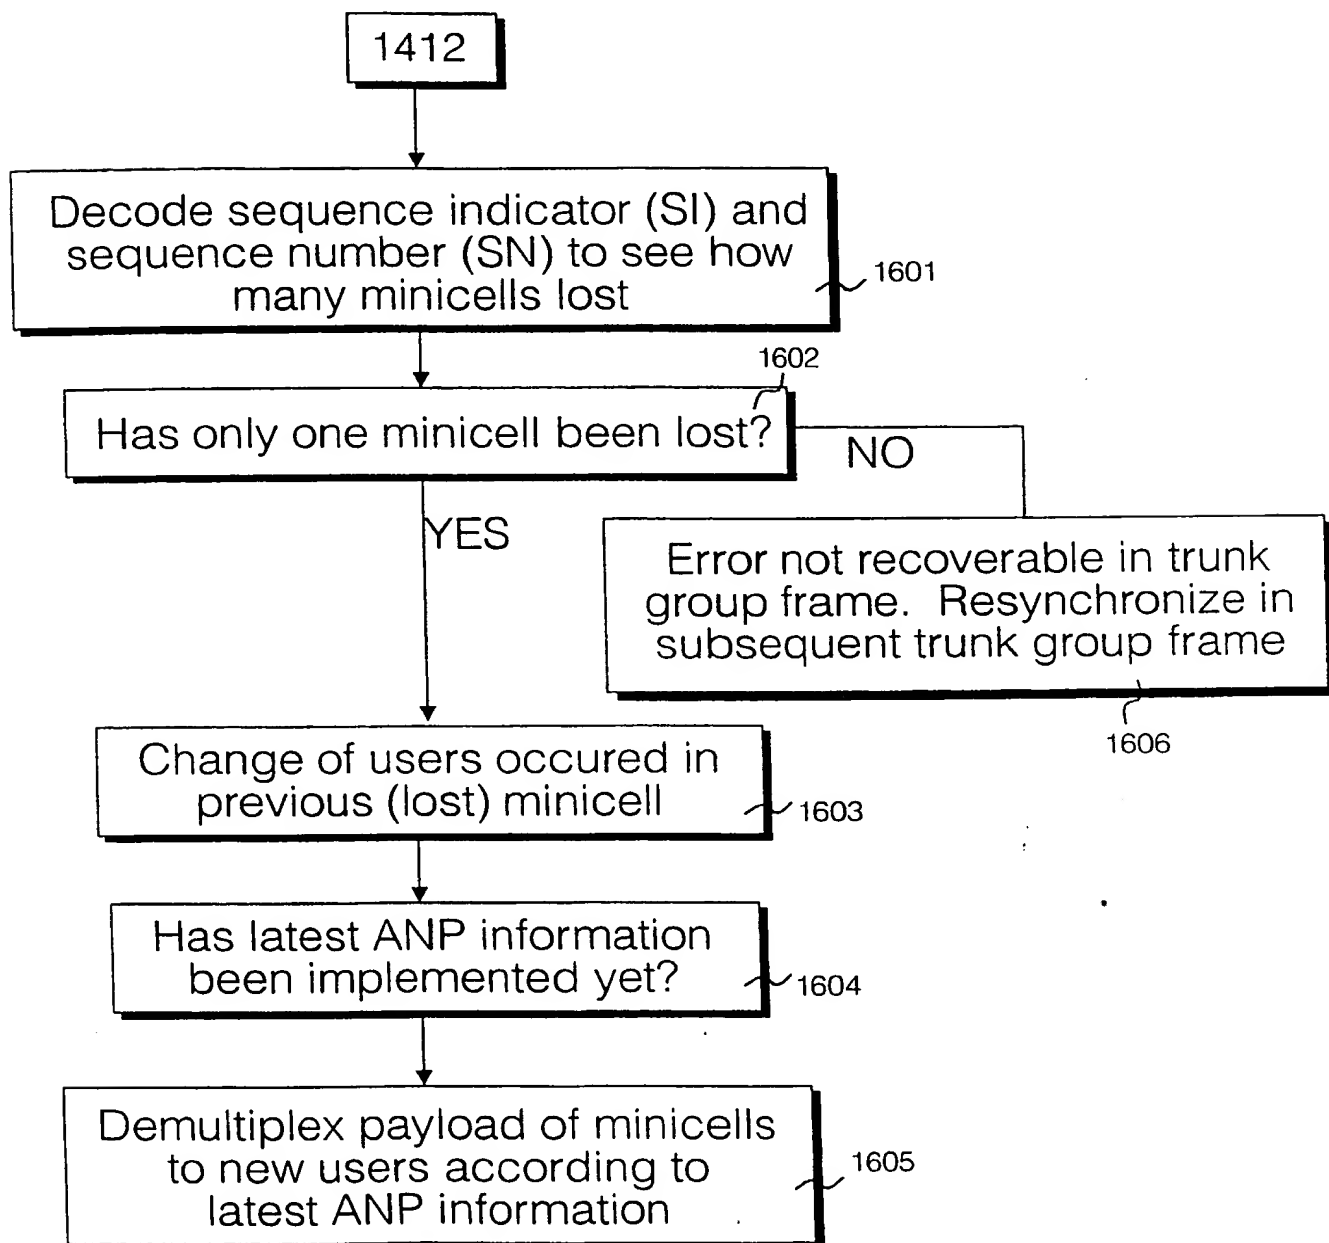 1412
Decode sequence indicator (SI) and
sequence number (SN) to see how
many minicells lost
1601
1602
Has only one minicell been lost?
NO
YES
Error not recoverable in trunk
group frame. Resynchronize in
subsequent trunk group frame
1606
Change of users occured in
previous (lost) minicell
1603
Has latest ANP information
been implemented yet?
1604
Demultiplex payload of minicells
to new users according to
latest ANP information
1605